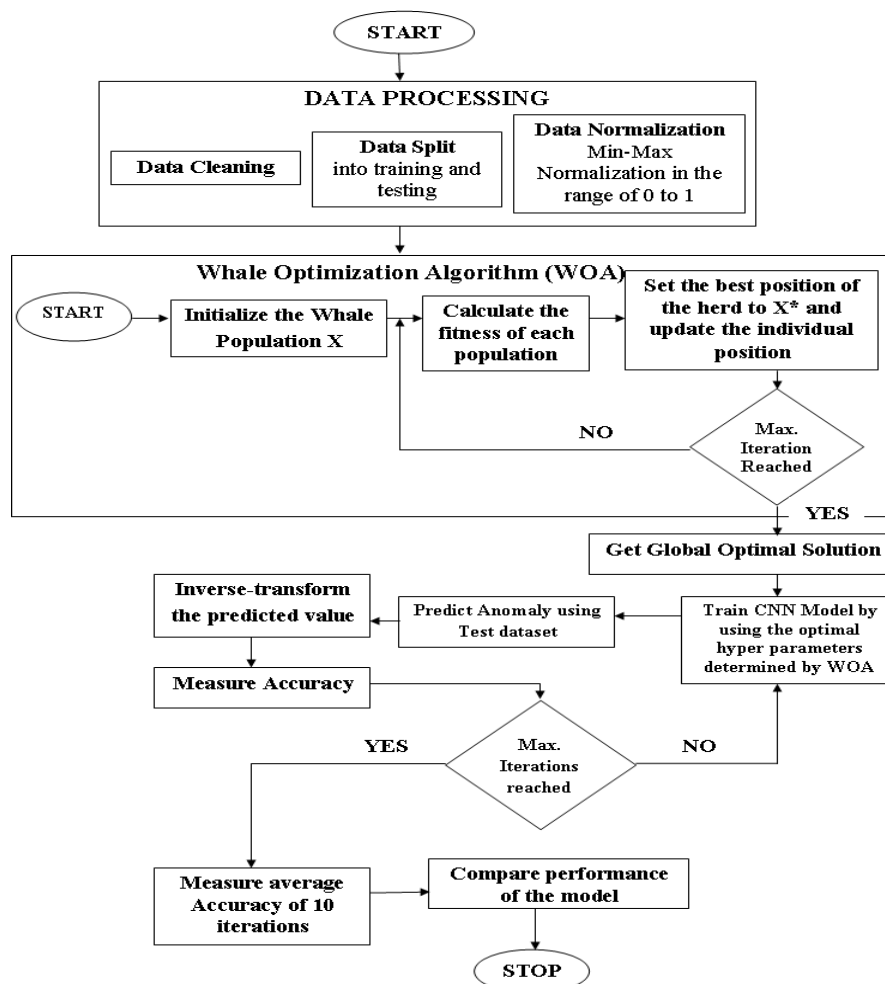 START
DATA PROCESSING
Data Cleaning
Data Split
into training and
testing
Data Normalization
Min-Max
Normalization in the
range of 0 to 1
Whale Optimization Algorithm (WOA)
START
Initialize the Whale
Population X
Calculate the
fitness of each
population
Set the best position of
the herd to X* and
update the individual
position
NO
Max.
Iteration
Reached
YES
Get Global Optimal Solution
Train CNN Model by
using the optimal
hyper parameters
determined by WOA
Predict Anomaly using
Test dataset
Inverse-transform
the predicted value
Measure Accuracy
YES
Max.
Iterations
reached
NO
Measure average
Accuracy of 10
iterations
Compare performance
of the model
STOP